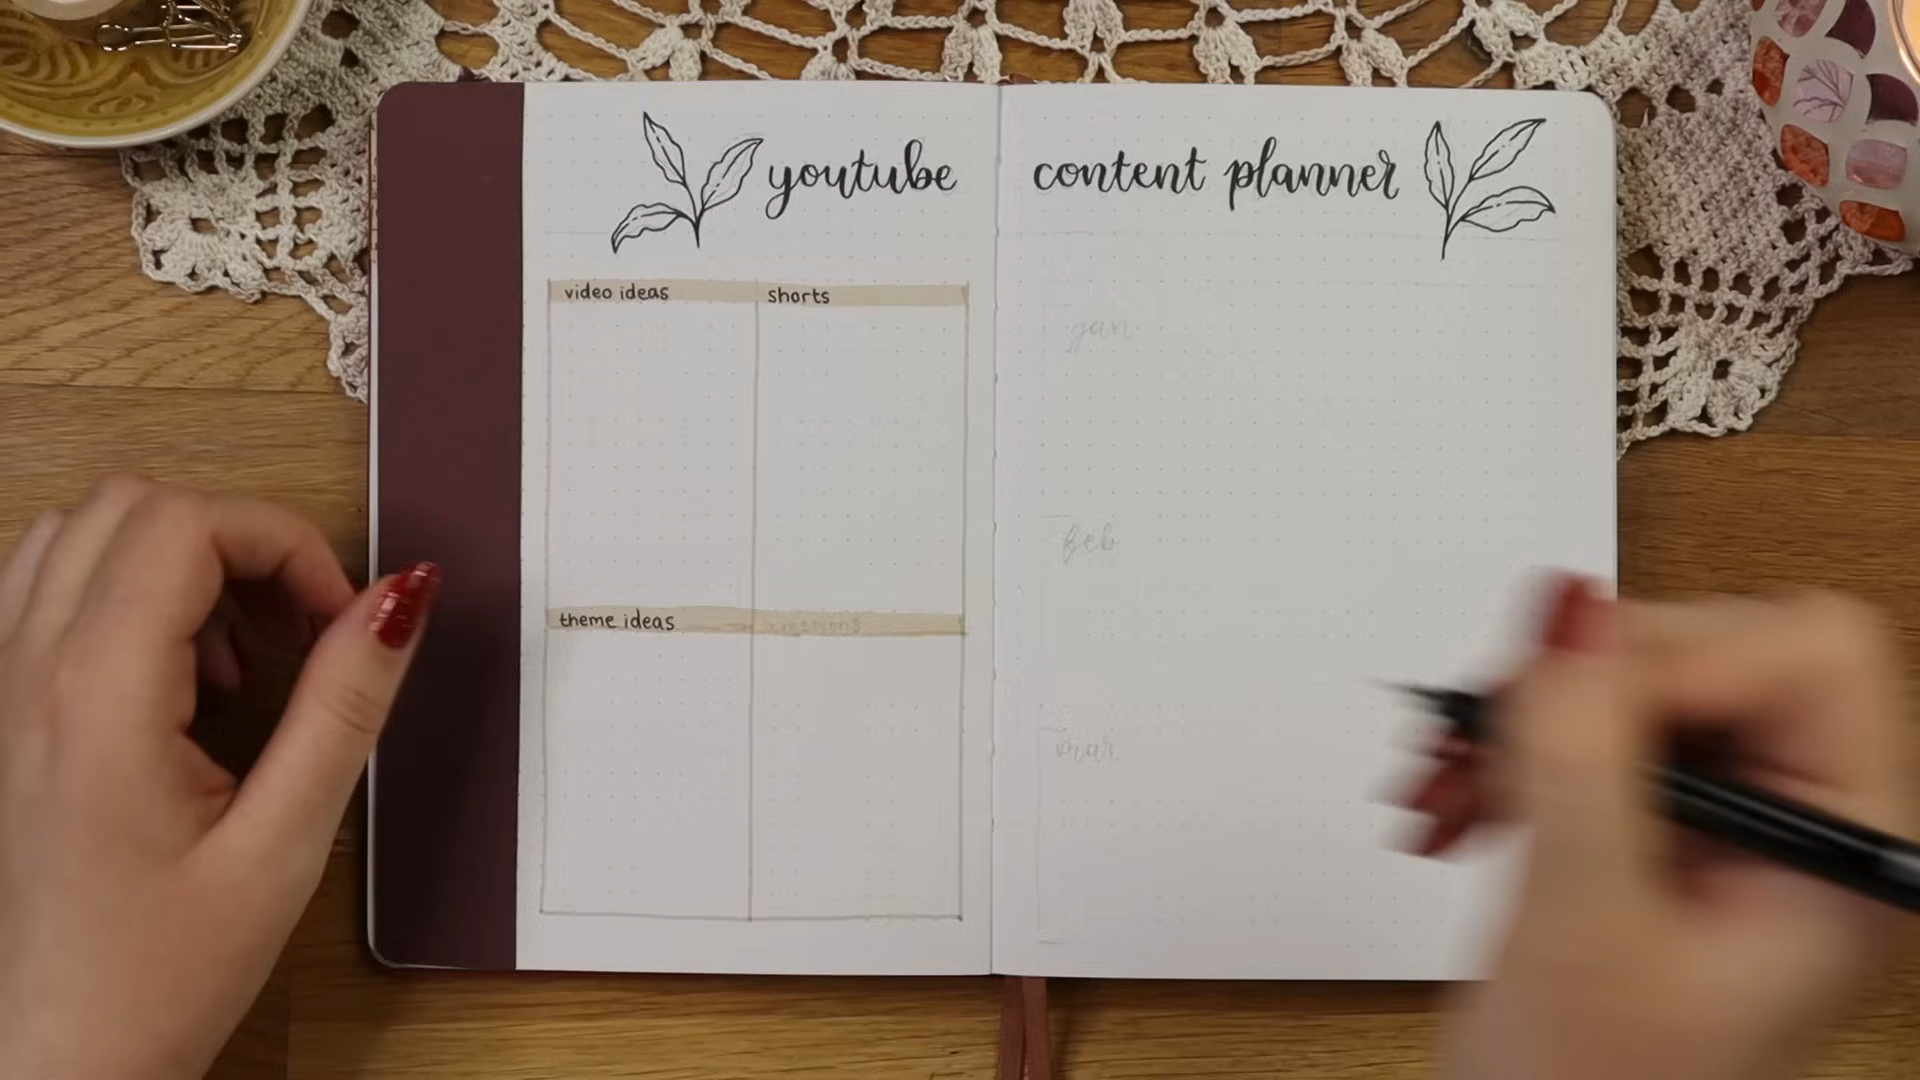 youtube content planner
video ideas shorts
theme ideas
jan
feb
mar